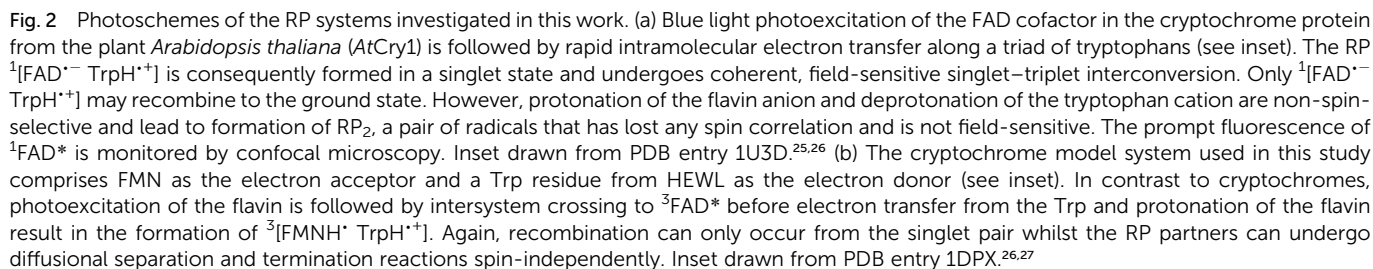 Fig. 2 Photoschemes of the RP systems investigated in this work. (a) Blue light photoexcitation of the FAD cofactor in the cryptochrome protein
from the plant Arabidopsis thaliana (AtCry1) is followed by rapid intramolecular electron transfer along a triad of tryptophans (see inset). The RP
¹[FAD•⁻ TrpH•⁺] is consequently formed in a singlet state and undergoes coherent, field-sensitive singlet–triplet interconversion. Only ¹[FAD•⁻
TrpH•⁺] may recombine to the ground state. However, protonation of the flavin anion and deprotonation of the tryptophan cation are non-spin-
selective and lead to formation of RP₂, a pair of radicals that has lost any spin correlation and is not field-sensitive. The prompt fluorescence of
¹FAD* is monitored by confocal microscopy. Inset drawn from PDB entry 1U3D.²⁵,²⁶ (b) The cryptochrome model system used in this study
comprises FMN as the electron acceptor and a Trp residue from HEWL as the electron donor (see inset). In contrast to cryptochromes,
photoexcitation of the flavin is followed by intersystem crossing to ³FAD* before electron transfer from the Trp and protonation of the flavin
result in the formation of ³[FMNH• TrpH•⁺]. Again, recombination can only occur from the singlet pair whilst the RP partners can undergo
diffusional separation and termination reactions spin-independently. Inset drawn from PDB entry 1DPX.²⁶,²⁷